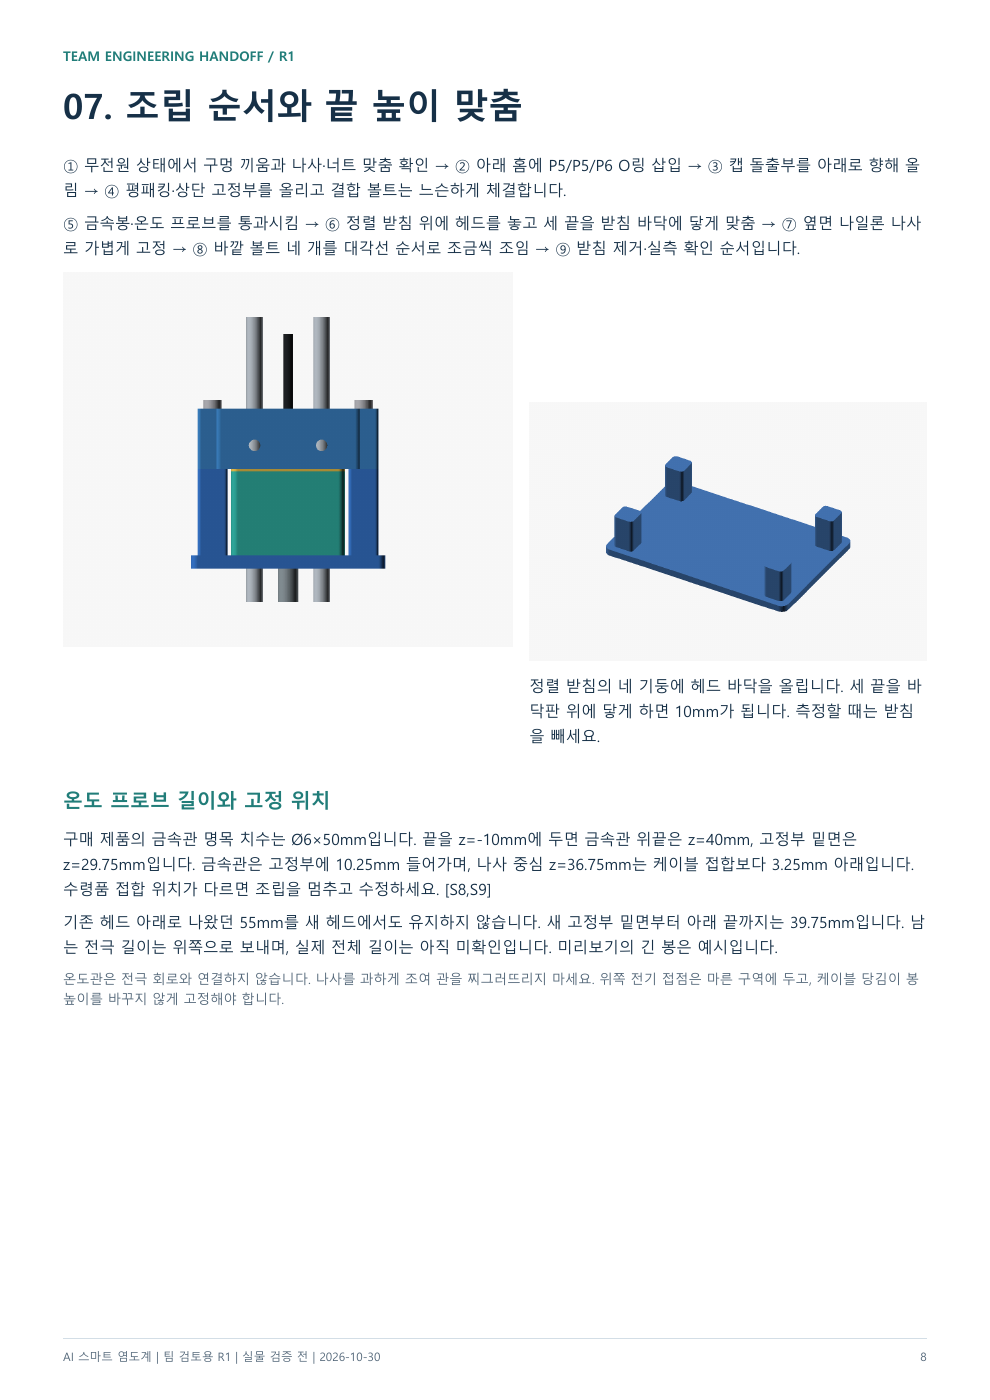 TEAM ENGINEERING HANDOFF / R1
07. 조립 순서와 끝 높이 맞춤
① 무전원 상태에서 구멍 끼움과 나사·너트 맞춤 확인 → ② 아래 홈에 P5/P5/P6 O링 삽입 → ③ 캡 돌출부를 아래로 향해 올
림 → ④ 평패킹·상단 고정부를 올리고 결합 볼트는 느슨하게 체결합니다.
⑤ 금속봉·온도 프로브를 통과시킴 → ⑥ 정렬 받침 위에 헤드를 놓고 세 끝을 받침 바닥에 닿게 맞춤 → ⑦ 옆면 나일론 나사
로 가볍게 고정 → ⑧ 바깥 볼트 네 개를 대각선 순서로 조금씩 조임 → ⑨ 받침 제거·실측 확인 순서입니다.
정렬 받침의 네 기둥에 헤드 바닥을 올립니다. 세 끝을 바
닥판 위에 닿게 하면 10mm가 됩니다. 측정할 때는 받침
을 빼세요.
온도 프로브 길이와 고정 위치
구매 제품의 금속관 명목 치수는 Ø6×50mm입니다. 끝을 z=-10mm에 두면 금속관 위끝은 z=40mm, 고정부 밑면은
z=29.75mm입니다. 금속관은 고정부에 10.25mm 들어가며, 나사 중심 z=36.75mm는 케이블 접합보다 3.25mm 아래입니다.
수령품 접합 위치가 다르면 조립을 멈추고 수정하세요. [S8,S9]
기존 헤드 아래로 나왔던 55mm를 새 헤드에서도 유지하지 않습니다. 새 고정부 밑면부터 아래 끝까지는 39.75mm입니다. 남
는 전극 길이는 위쪽으로 보내며, 실제 전체 길이는 아직 미확인입니다. 미리보기의 긴 봉은 예시입니다.
온도관은 전극 회로와 연결하지 않습니다. 나사를 과하게 조여 관을 찌그러뜨리지 마세요. 위쪽 전기 접점은 마른 구역에 두고, 케이블 당김이 봉
높이를 바꾸지 않게 고정해야 합니다.
AI 스마트 염도계 | 팀 검토용 R1 | 실물 검증 전 | 2026-10-30
8